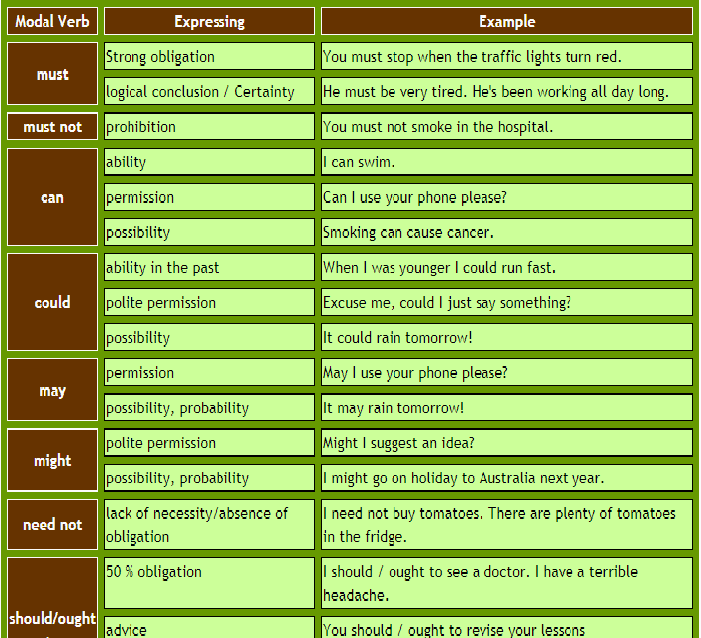 Modal Verb Expressing Example
must
Strong obligation You must stop when the traffic lights turn red.
logical conclusion / Certainty He must be very tired. He's been working all day long.
must not prohibition You must not smoke in the hospital.
can
ability I can swim.
permission Can I use your phone please?
possibility Smoking can cause cancer.
could
ability in the past When I was younger I could run fast.
polite permission Excuse me, could I just say something?
possibility It could rain tomorrow!
may
permission May I use your phone please?
possibility, probability It may rain tomorrow!
might
polite permission Might I suggest an idea?
possibility, probability I might go on holiday to Australia next year.
need not
lack of necessity/absence of
obligation
I need not buy tomatoes. There are plenty of tomatoes
in the fridge.
should/ought
50 % obligation
I should / ought to see a doctor. I have a terrible
headache.
advice You should / ought to revise your lessons